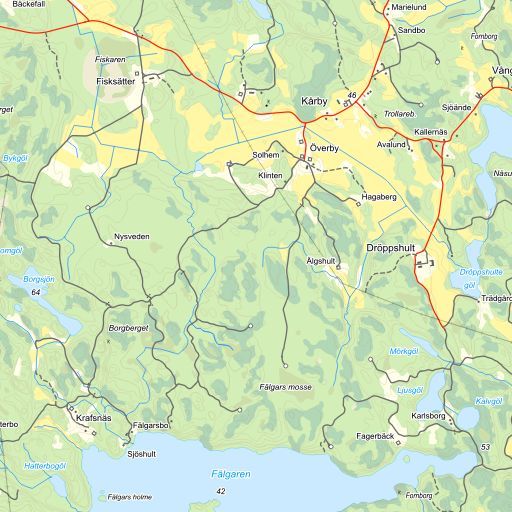 Bäckefall
Marielund
Sandbo
Fornborg
Fiskaren
Fisksätter
Vång
Kårby
46
Sjöände
Trollareb.
Kallernäs
Avalund
Överby
Solhem
Bykgöl
Klinten
Näsu
Hagaberg
Nysveden
Dröppshult
Älgshult
Borgsjön
64
Dröppshulte
göl
Trädgår
Borgberget
Mörkgöl
Fålgars mosse
Ljusgöl
Kalvgöl
Krafsnäs
Karlsborg
Fålgarsbo
Fagerbäck
53
Sjöshult
Hatterbogöl
Fålgaren
42
Fålgars holme
Fornborg